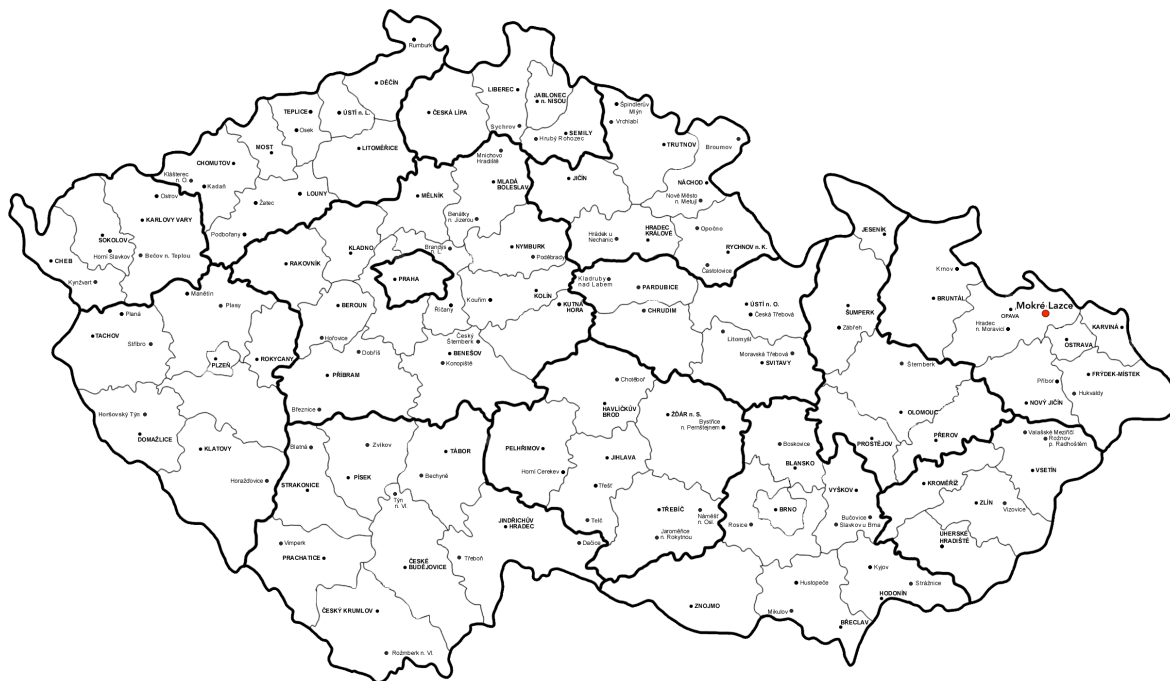 Rumburk
DĚČÍN
LIBEREC
JABLONEC
n. NISOU
TEPLICE
ÚSTÍ n. L.
ČESKÁ LÍPA
Špindlerův
Mlýn
Vrchlabí
Osek
Sychrov
SEMILY
Hrubý Rohozec
TRUTNOV
Broumov
MOST
LITOMĚŘICE
Mnichovo
Hradiště
CHOMUTOV
Klášterec
n. O.
Kadaň
JIČÍN
MLADÁ
BOLESLAV
NÁCHOD
Ostrov
Žatec
LOUNY
MĚLNÍK
Nové Město
n. Metují
KARLOVY VARY
Benátky
n. Jizerou
Opočno
JESENÍK
SOKOLOV
Horní Slavkov
Podbořany
Hrádek u
Nechanic
HRADEC
KRÁLOVÉ
CHEB
Bečov n. Teplou
KLADNO
Brandýs
n. L.
NYMBURK
Poděbrady
RYCHNOV n. K.
RAKOVNÍK
Častolovice
Krnov
Kynžvart
PRAHA
Kladruby
nad Labem
PARDUBICE
Manětín
Plasy
KOLÍN
BRUNTÁL
BEROUN
Říčany
Kouřim
KUTNÁ
HORA
CHRUDIM
ÚSTÍ n. O.
Česká Třebová
ŠUMPERK
Mokré Lazce
OPAVA
Planá
Zábřeh
Hradec
n. Moravicí
KARVINÁ
TACHOV
Stříbro
Hořovice
Český
Šternberk
Litomyšl
OSTRAVA
PLZEŇ
ROKYCANY
Dobříš
BENEŠOV
Konopiště
Moravská Třebová
SVITAVY
Šternberk
FRÝDEK-MÍSTEK
PŘÍBRAM
Chotěboř
Příbor
Hukvaldy
Březnice
HAVLÍČKŮV
BROD
NOVÝ JIČÍN
Horšovský Týn
ŽĎÁR n. S.
OLOMOUC
DOMAŽLICE
Bystřice
n. Pernštejnem
Valašské Meziříčí
Rožnov
p. Radhoštěm
KLATOVY
Blatná
Zvíkov
TÁBOR
PELHŘIMOV
JIHLAVA
Boskovice
PROSTĚJOV
PŘEROV
BLANSKO
VSETÍN
Horažďovice
STRAKONICE
PÍSEK
Bechyně
Horní Cerekev
Třešť
VYŠKOV
KROMĚŘÍŽ
Týn
n. Vl.
ZLÍN
Vizovice
TŘEBÍČ
Náměšť
n. Osl.
BRNO
Bučovice
Slavkov u Brna
JINDŘICHŮV
HRADEC
Telč
Rosice
Jaroměřice
n. Rokytnou
UHERSKÉ
HRADIŠTĚ
Vimperk
PRACHATICE
Dačice
ČESKÉ
BUDĚJOVICE
Třeboň
Kyjov
Hustopeče
Strážnice
HODONÍN
ČESKÝ KRUMLOV
ZNOJMO
Mikulov
BŘECLAV
Rožmberk n. Vl.